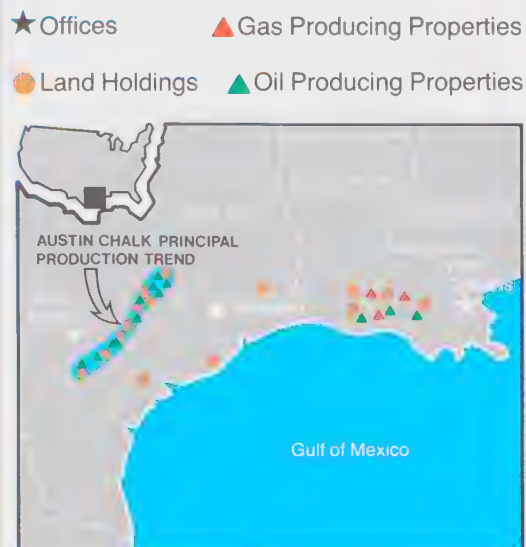 Offices
Gas Producing Properties
Land Holdings
Oil Producing Properties
AUSTIN CHALK PRINCIPAL
PRODUCTION TREND
Gulf of Mexico